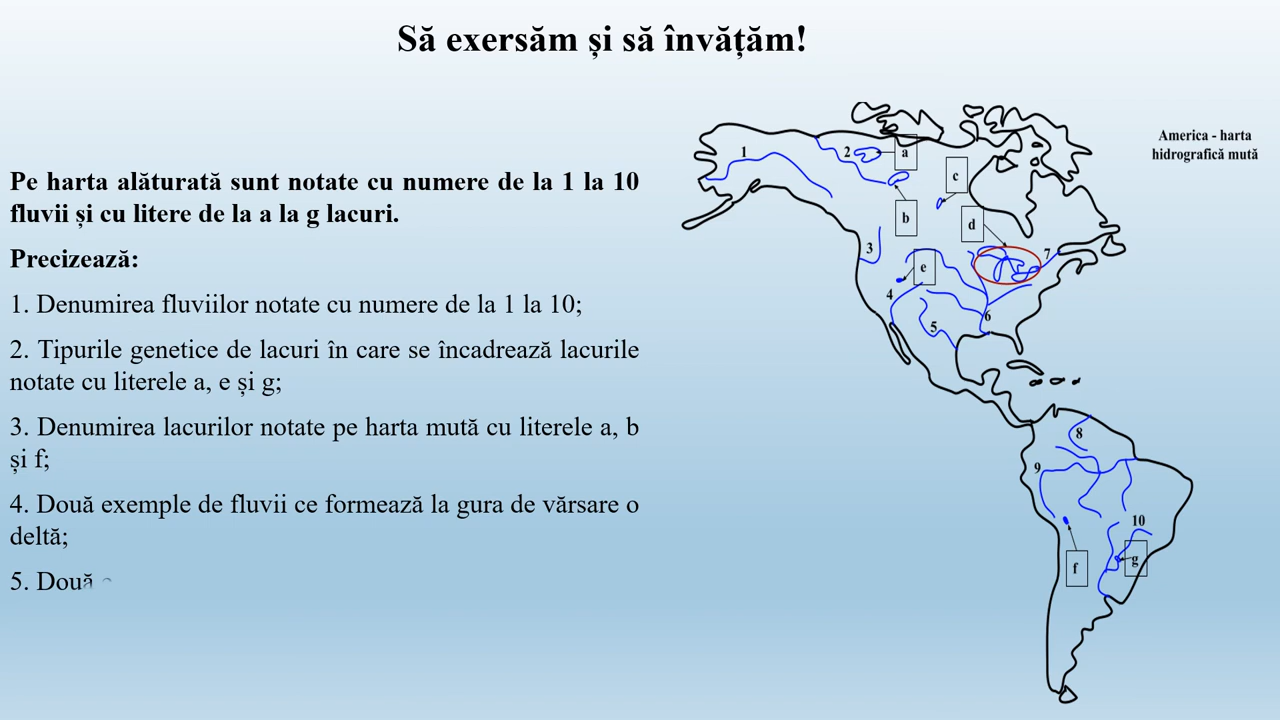 Să exersăm și să învățăm!
America - harta
hidrografică mută
Pe harta alăturată sunt notate cu numere de la 1 la 10
fluvii și cu litere de la a la g lacuri.
Precizează:
1. Denumirea fluviilor notate cu numere de la 1 la 10;
2. Tipurile genetice de lacuri în care se încadrează lacurile
notate cu literele a, e și g;
3. Denumirea lacurilor notate pe harta mută cu literele a, b
și f;
4. Două exemple de fluvii ce formează la gura de vărsare o
deltă;
5. Două
1
2
a
c
b
d
3
7
e
4
6
5
8
9
10
f
g